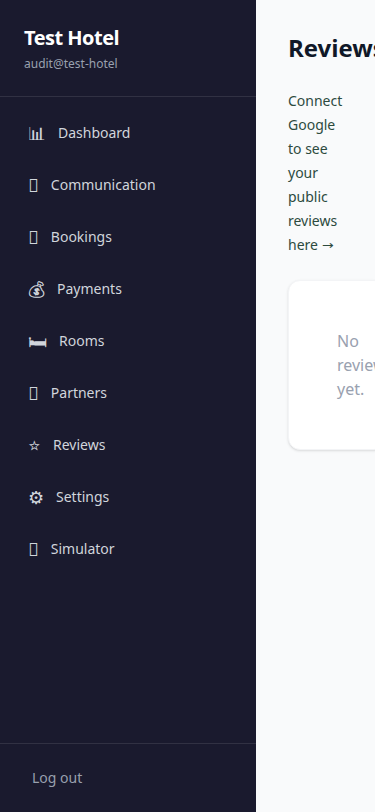 Test Hotel
audit@test-hotel
Dashboard
Communication
Bookings
Payments
Rooms
Partners
Reviews
Settings
Simulator
Log out
Reviews
Connect
Google
to see
your
public
reviews
here →
No
yet.